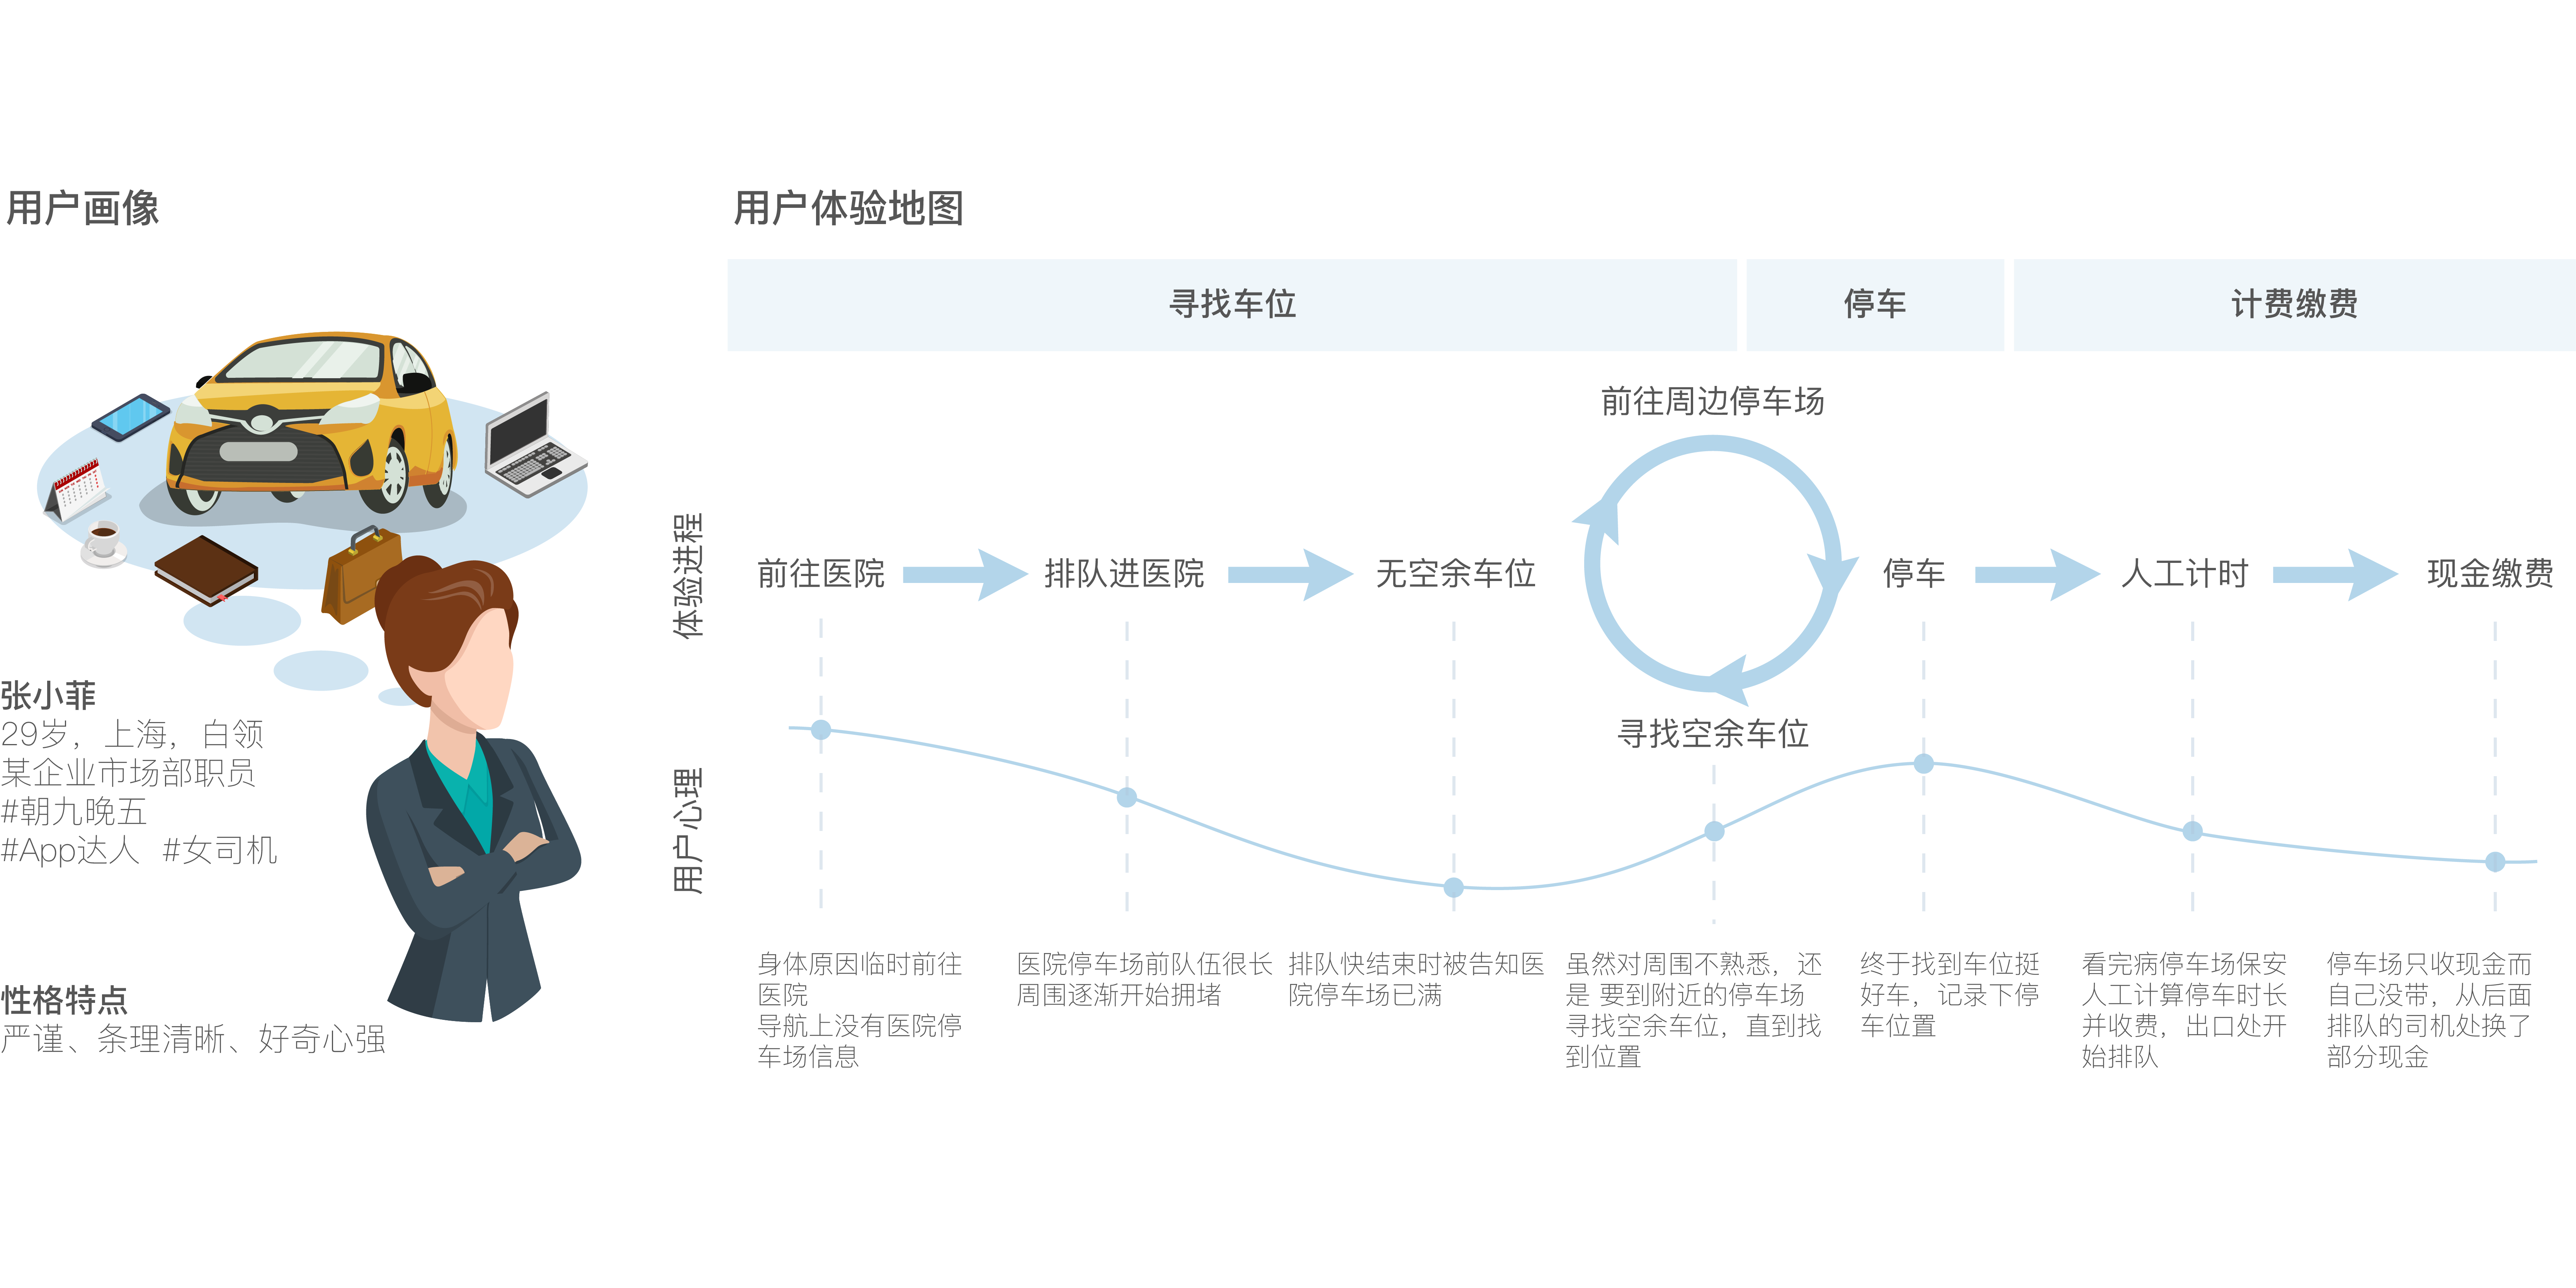 用户画像
张小菲
29岁，上海，白领
某企业市场部职员
#朝九晚五
#App达人 #女司机
性格特点
严谨、条理清晰、好奇心强
用户体验地图
寻找车位
停车
计费缴费
体验进程
前往医院
排队进医院
无空余车位
前往周边停车场
寻找空余车位
停车
人工计时
现金缴费
用户心理
身体原因临时前往
医院
导航上没有医院停
车场信息
医院停车场前队伍很长
周围逐渐开始拥堵
排队快结束时被告知医
院停车场已满
虽然对周围不熟悉，还
是 要到附近的停车场
寻找空余车位，直到找
到位置
终于找到车位挺
好车，记录下停
车位置
看完病停车场保安
人工计算停车时长
并收费，出口处开
始排队
停车场只收现金而
自己没带，从后面
排队的司机处换了
部分现金